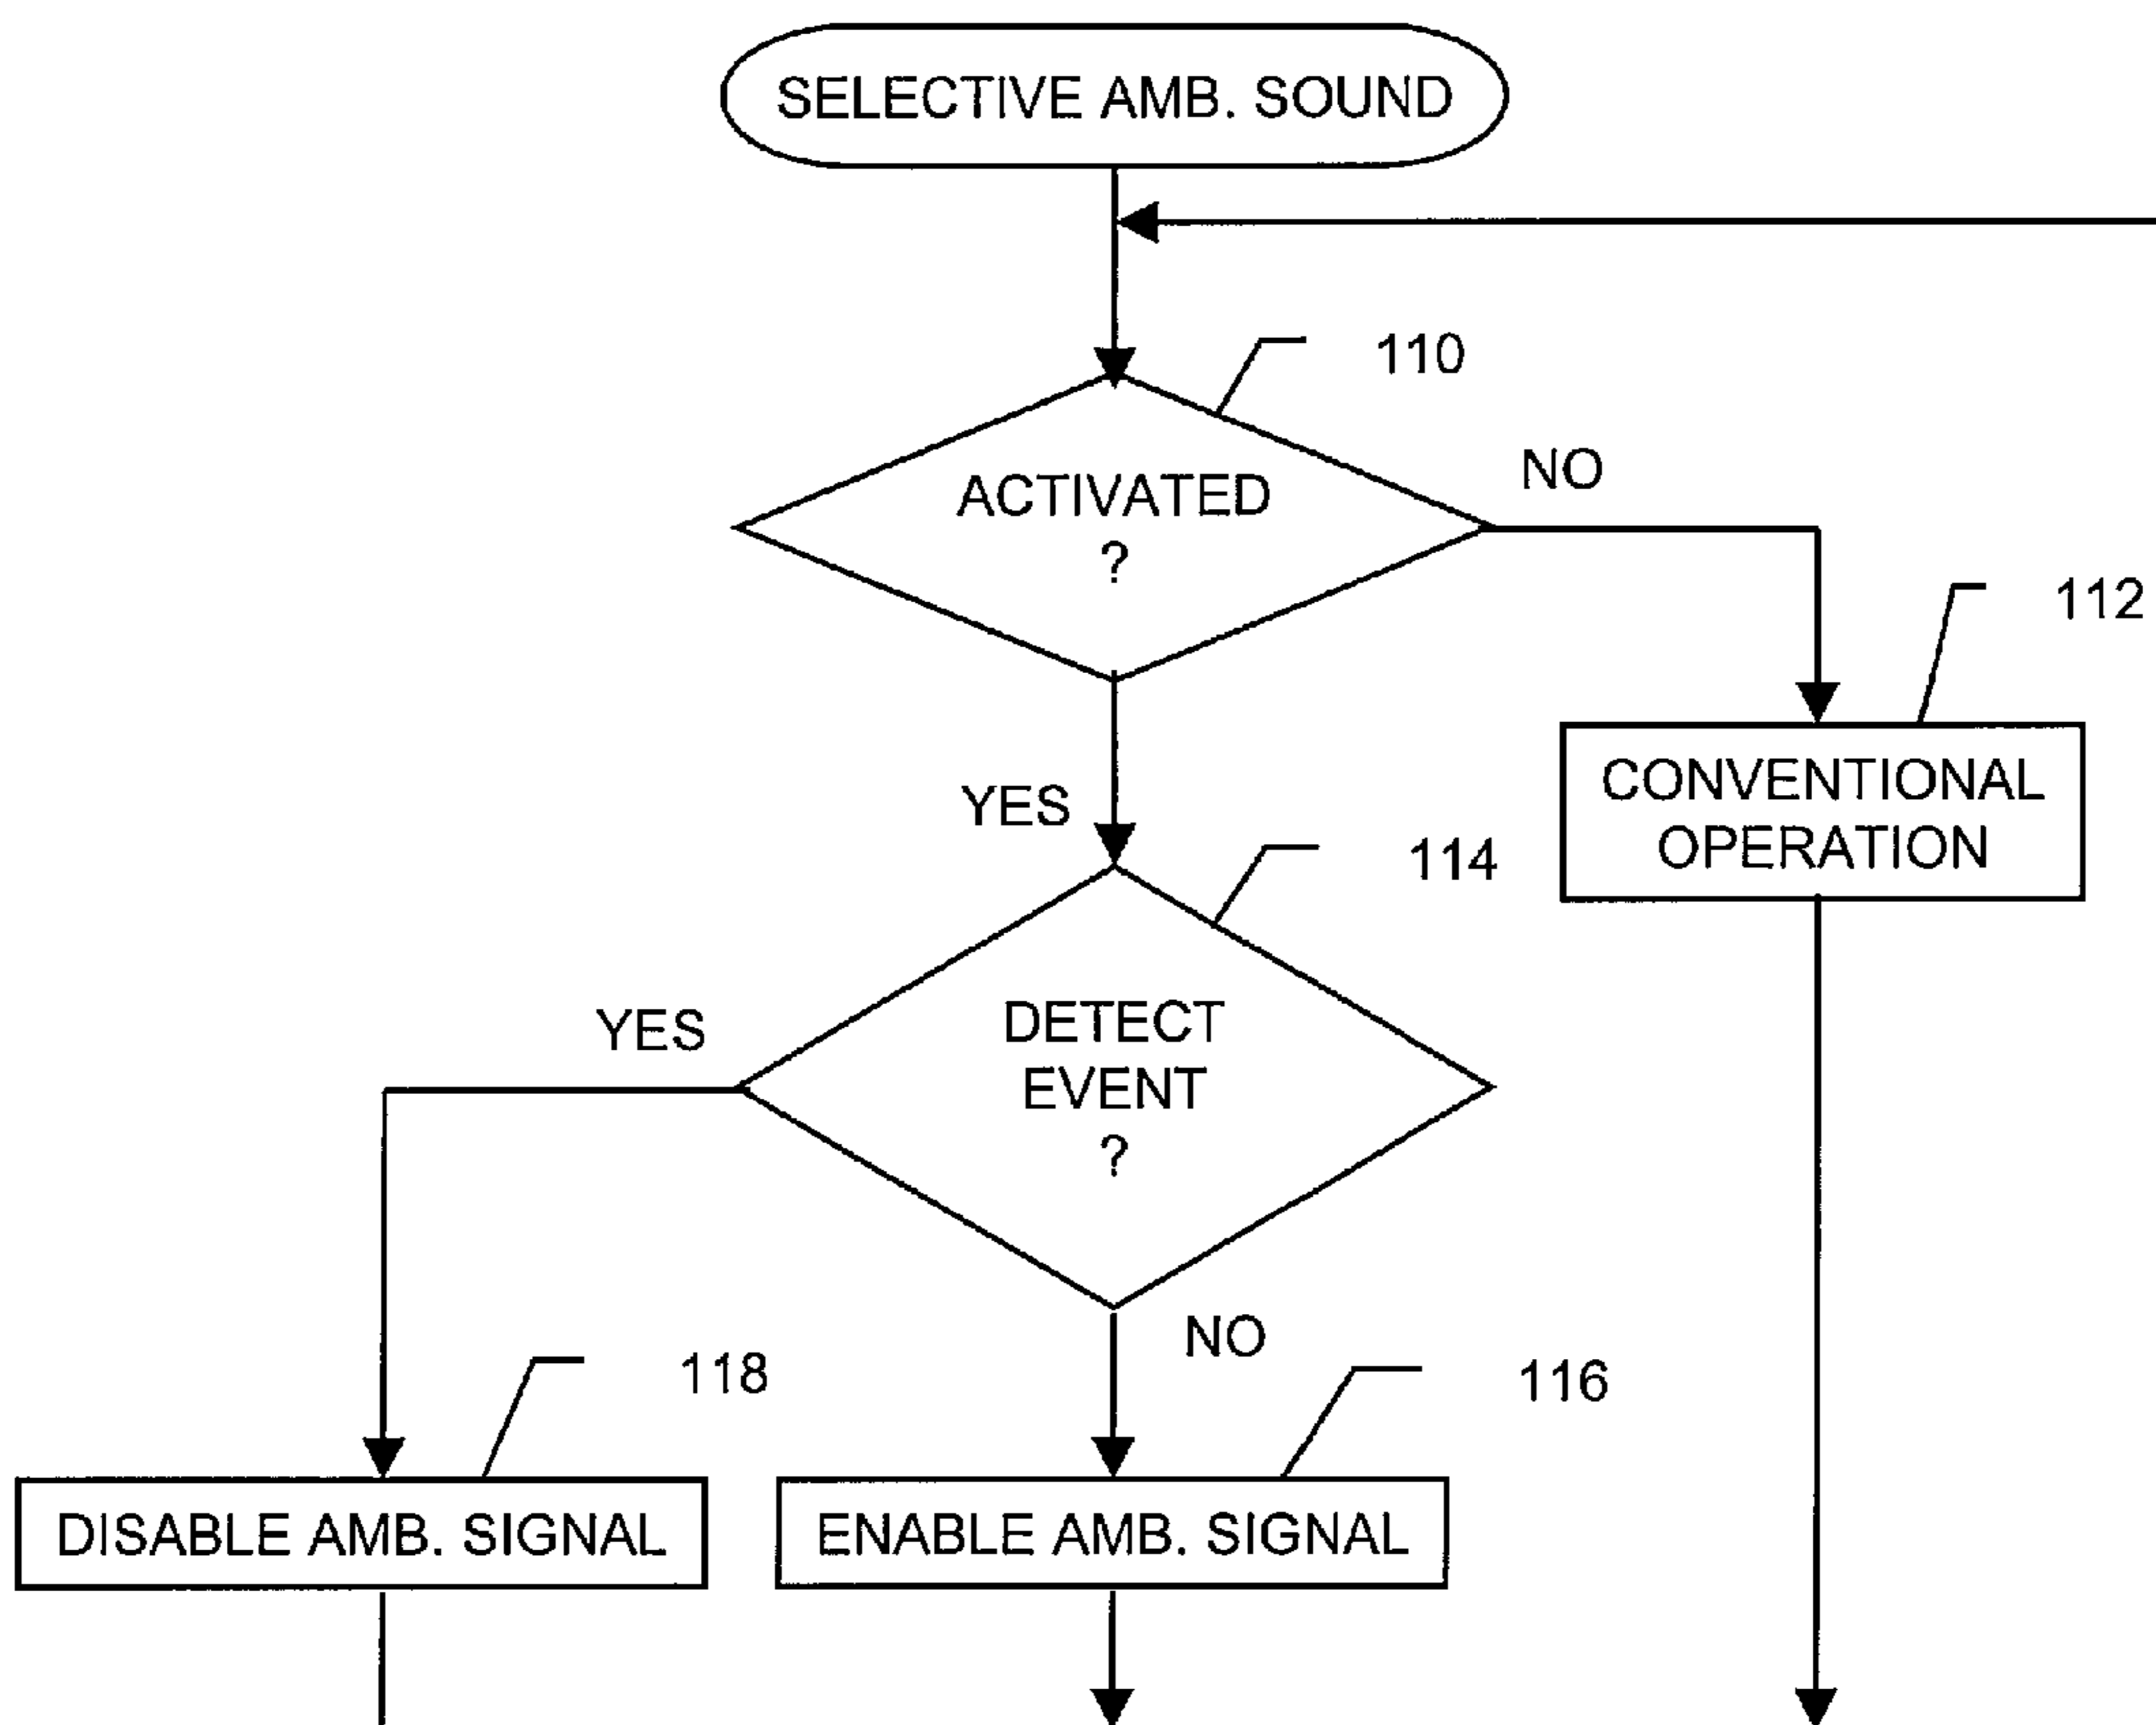 SELECTIVE AMB. SOUND
110
ACTIVATED
?
NO
112
CONVENTIONAL
OPERATION
YES
114
DETECT
EVENT
?
YES
NO
118
116
DISABLE AMB. SIGNAL
ENABLE AMB. SIGNAL